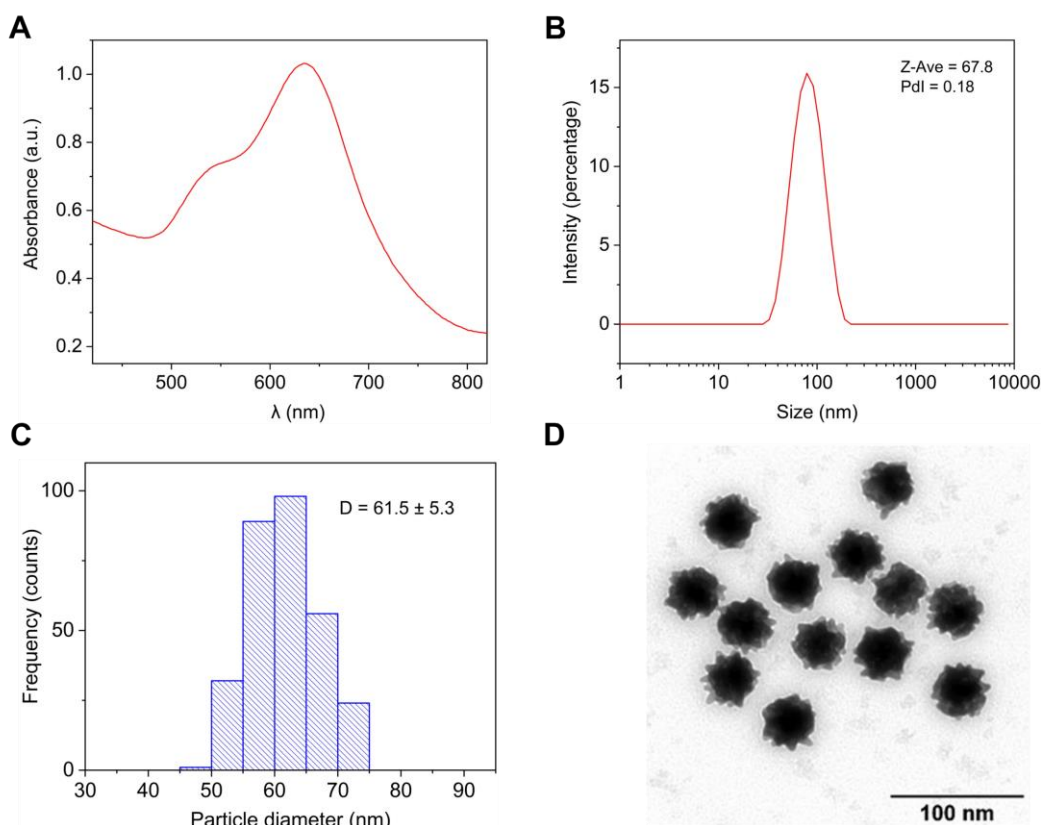 A
Absorbance (a.u.)
1.0
0.8
0.6
0.4
0.2
500
600
700
800
λ (nm)
B
Z-Ave = 67.8
PdI = 0.18
Intensity (percentage)
15
10
5
0
1
10
100
1000
10000
Size (nm)
C
D = 61.5 ± 5.3
Frequency (counts)
100
50
0
30
40
50
60
70
80
90
Particle diameter (nm)
D
100 nm